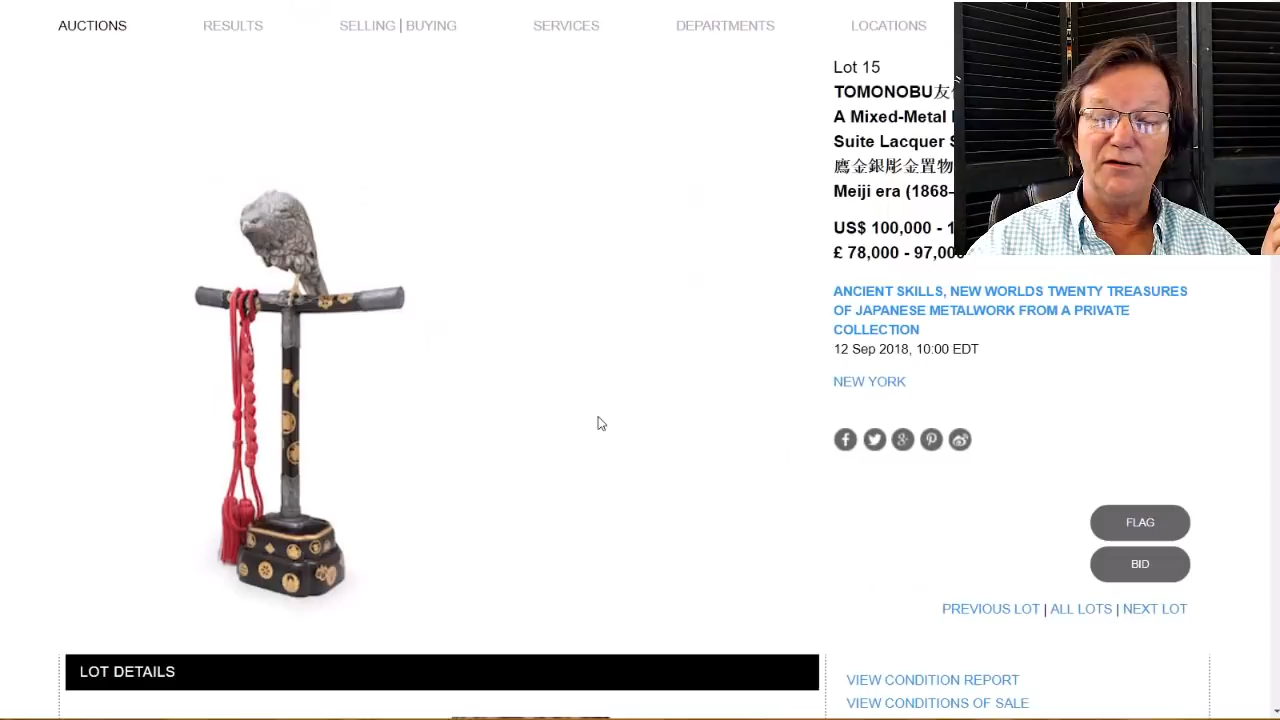 AUCTIONS RESULTS SELLING | BUYING SERVICES DEPARTMENTS LOCATIONS
Lot 15
TOMONOBU友
A Mixed-Metal
Suite Lacquer
鷹金銀彫金置物
Meiji era (1868-
US$ 100,000 - 1
£ 78,000 - 97,000
ANCIENT SKILLS, NEW WORLDS TWENTY TREASURES
OF JAPANESE METALWORK FROM A PRIVATE
COLLECTION
12 Sep 2018, 10:00 EDT
NEW YORK
FLAG
BID
PREVIOUS LOT | ALL LOTS | NEXT LOT
LOT DETAILS
VIEW CONDITION REPORT
VIEW CONDITIONS OF SALE